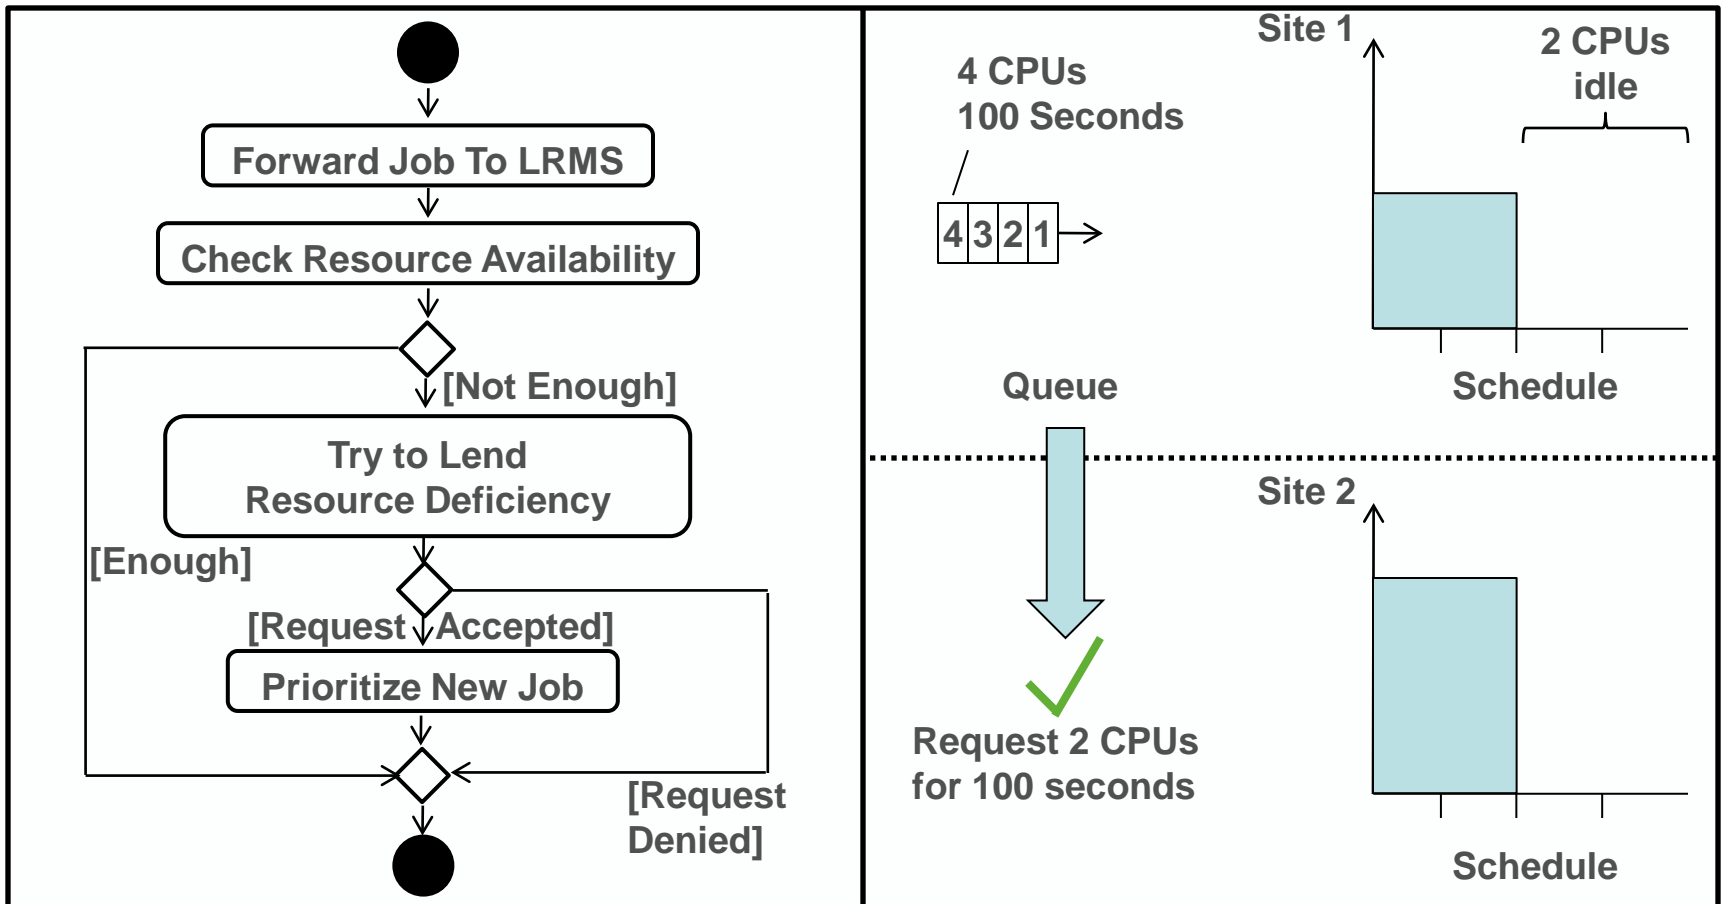 Forward Job To LRMS
Check Resource Availability
[Not Enough]
Try to Lend
Resource Deficiency
[Enough]
[Request Accepted]
Prioritize New Job
[Request
Denied]
4 CPUs
100 Seconds
4 3 2 1
Queue
Site 1
2 CPUs
idle
Schedule
Request 2 CPUs
for 100 seconds
Site 2
Schedule